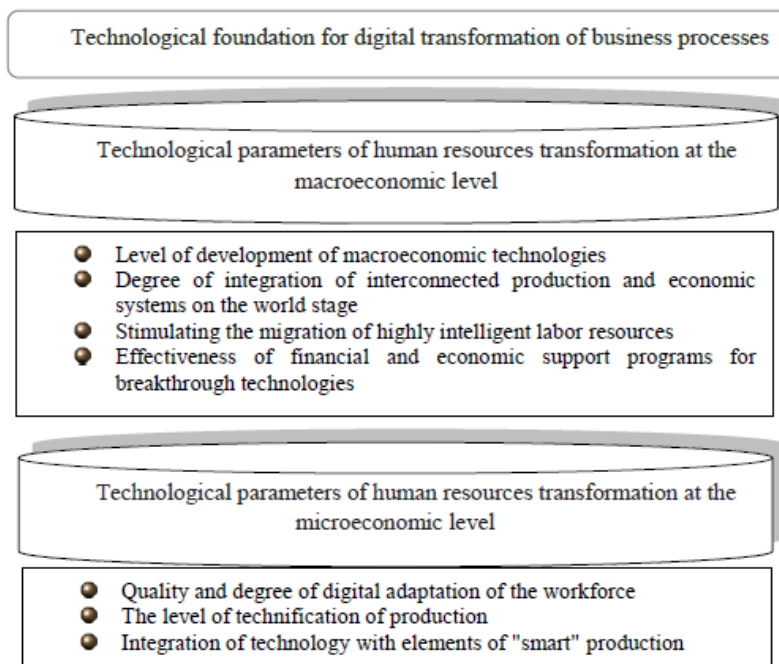 Technological foundation for digital transformation of business processes
Technological parameters of human resources transformation at the
macroeconomic level
Level of development of macroeconomic technologies
Degree of integration of interconnected production and economic
systems on the world stage
Stimulating the migration of highly intelligent labor resources
Effectiveness of financial and economic support programs for
breakthrough technologies
Technological parameters of human resources transformation at the
microeconomic level
Quality and degree of digital adaptation of the workforce
The level of technification of production
Integration of technology with elements of "smart" production